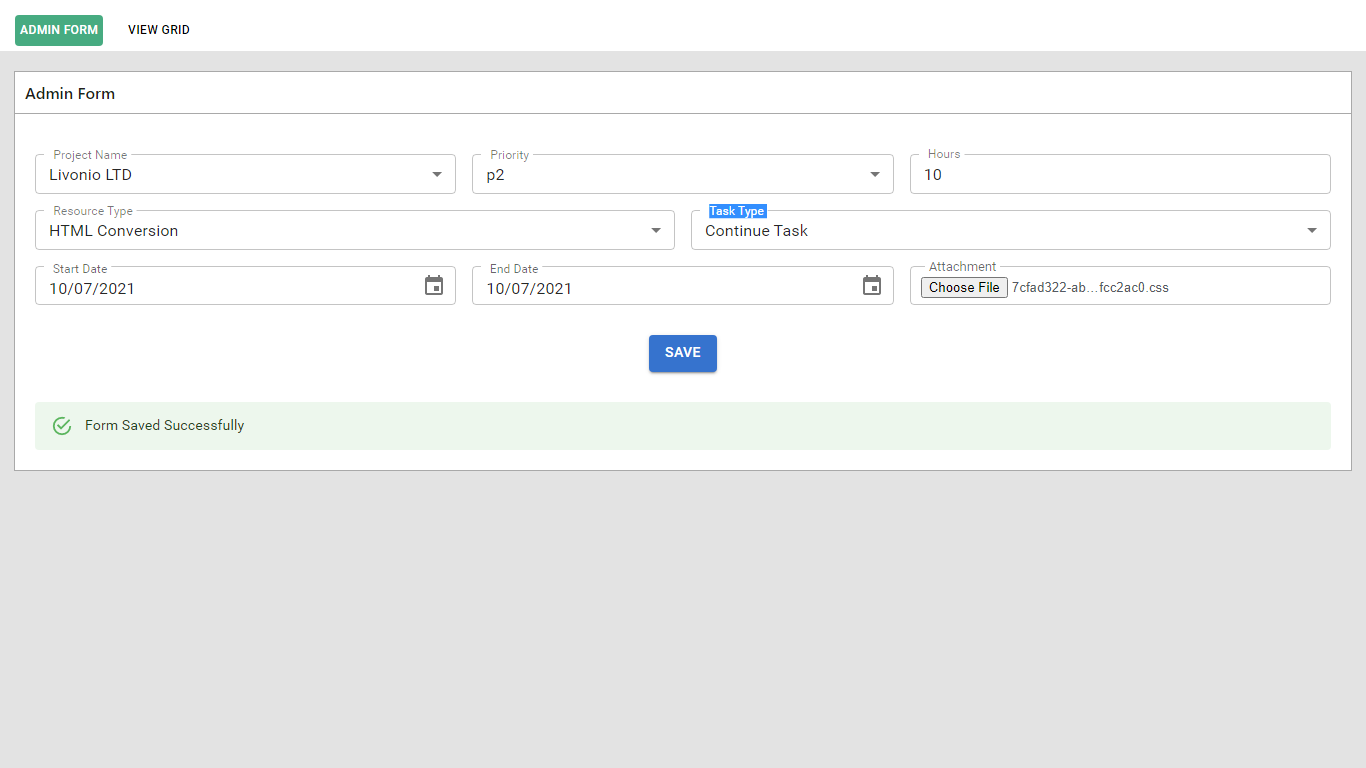 ADMIN FORM VIEW GRID
Admin Form
Project Name Priority Hours
Livonio LTD p2 10
Resource Type Task Type
HTML Conversion Continue Task
Start Date End Date Attachment
10/07/2021 10/07/2021 Choose File 7cfad322-ab...fcc2ac0.css
SAVE
Form Saved Successfully